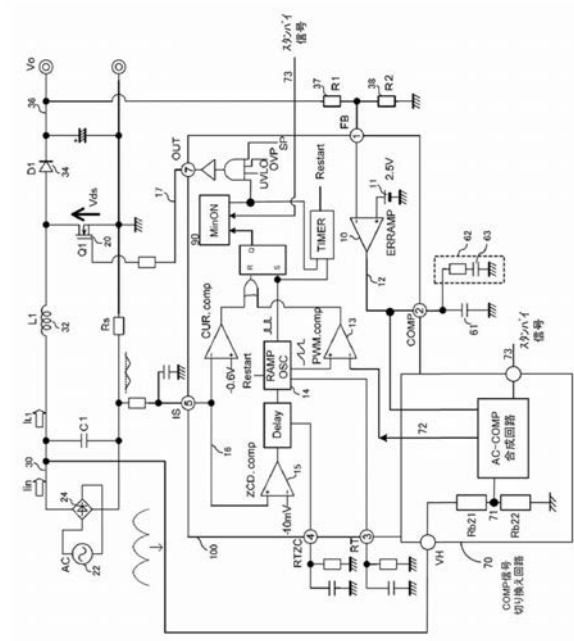 Vo
36
D1
34
Vds
Q1
20
L1
32
Rs
IL1
Iin
30
C1
24
AC
22
スタンバイ
信号
73
37
R1
38
R2
FB
1
OUT
7
17
UVLO
OVP
SP
MinON
90
TIMER
Restart
2.5V
11
ERRAMP
10
12
R
S
Q
CUR.comp
-0.6V
PWM.comp
13
Restart
RAMP
OSC
14
IS
5
16
Delay
ZCD.comp
15
-10mV
100
RTZC
4
RT
3
COMP
2
62
63
61
スタンバイ
信号
73
72
AC-COMP
合成回路
71
Rb21
Rb22
VH
70
COMP信号
切り換え回路